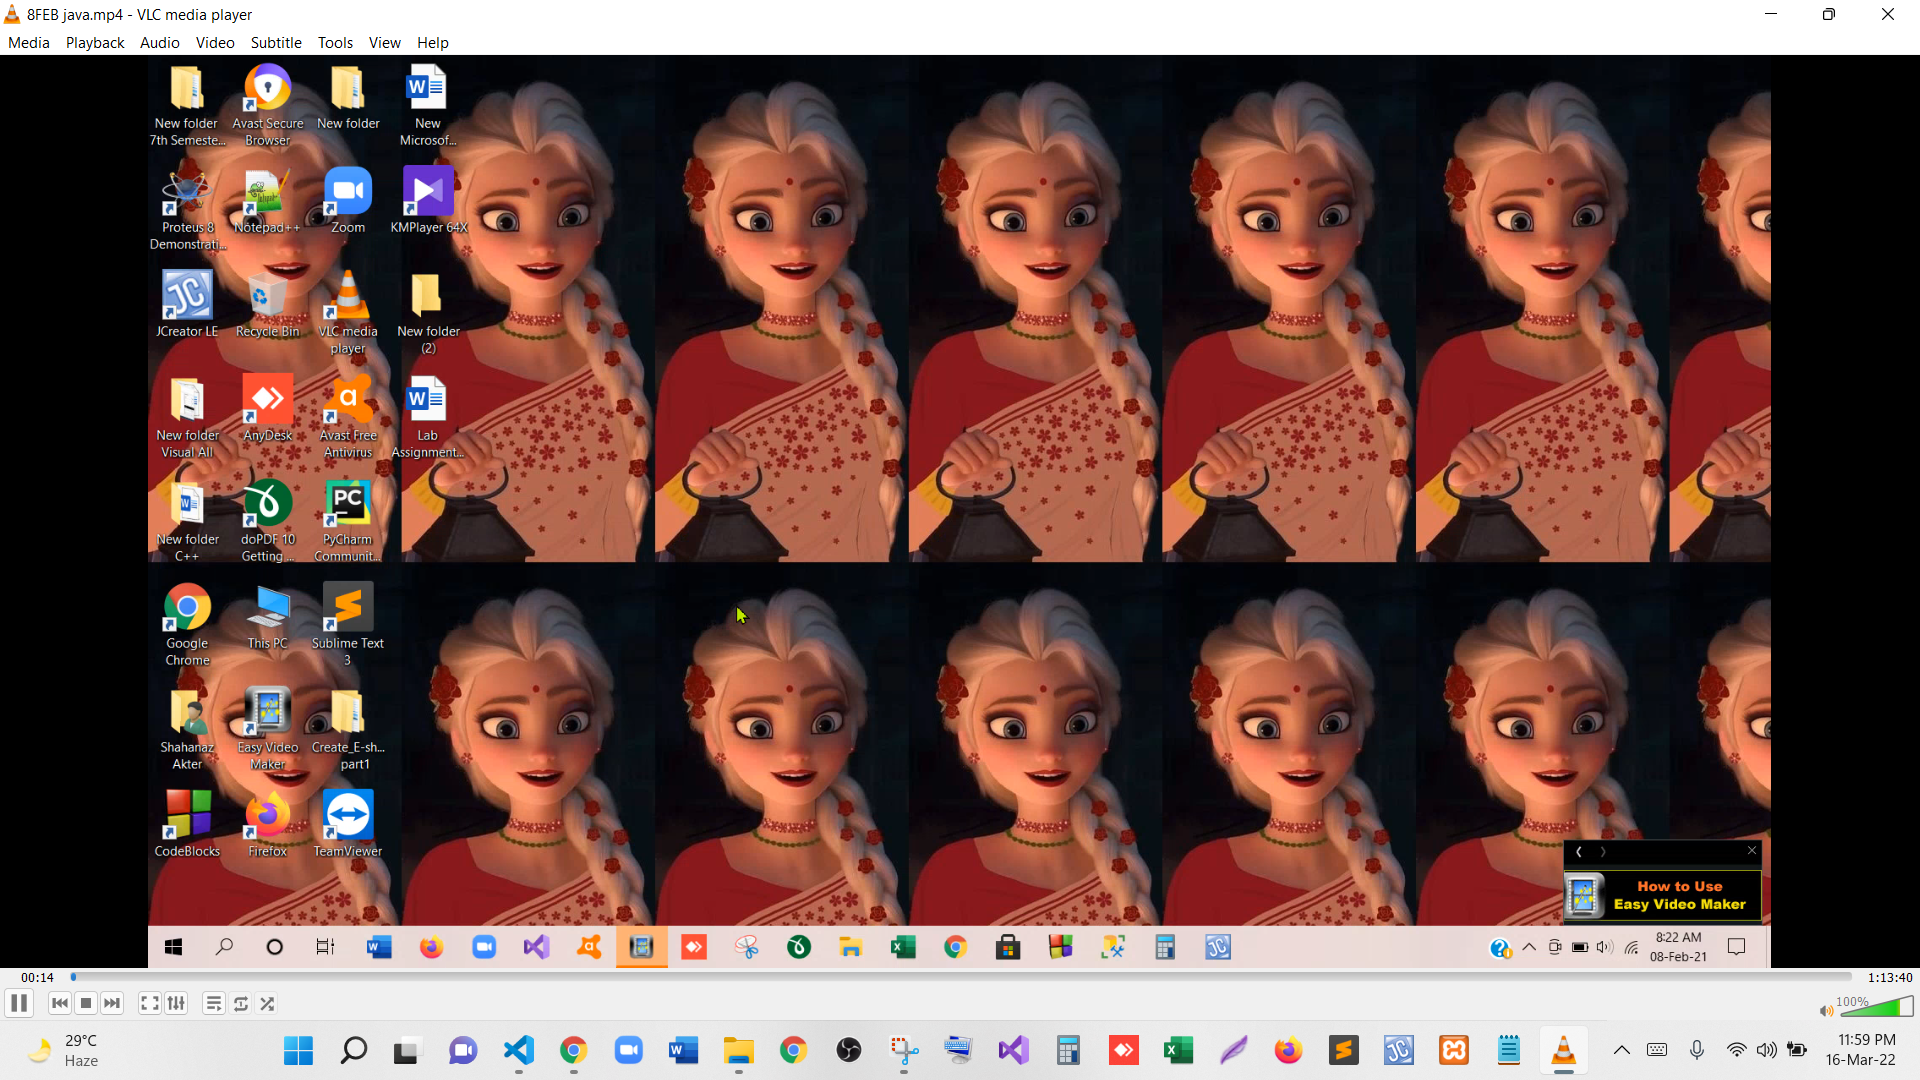 8FEB java.mp4 - VLC media player
Media Playback Audio Video Subtitle Tools View Help
New folder
7th Semeste...
Avast Secure
Browser
New folder
New
Microsof...
Proteus 8
Demonstrati...
Notepad++
Zoom
KMPlayer 64X
JCreator LE
Recycle Bin
VLC media
player
New folder
(2)
New folder
Visual All
AnyDesk
Avast Free
Antivirus
Lab
Assignment...
New folder
C++
doPDF 10
Getting ...
PyCharm
Communit...
Google
Chrome
This PC
Sublime Text
3
Shahanaz
Akter
Easy Video
Maker
Create_E-sh...
part1
CodeBlocks
Firefox
TeamViewer
How to Use
Easy Video Maker
8:22 AM
08-Feb-21
00:14
1:13:40
100%
29°C
Haze
11:59 PM
16-Mar-22